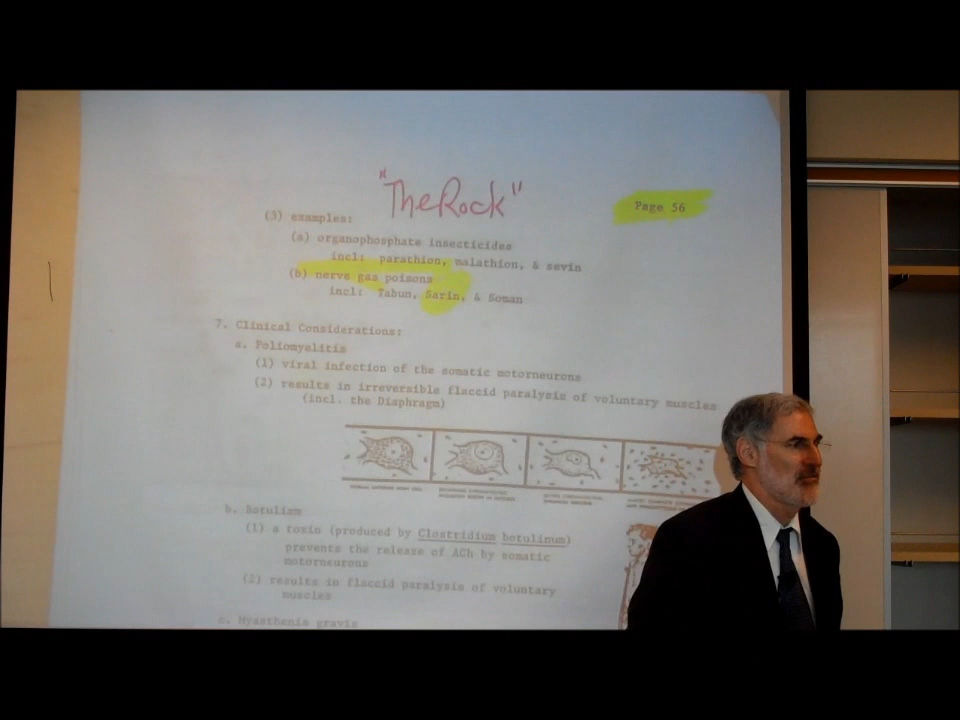 "The Rock"
Page 56
(3) examples:
(a) organophosphate insecticides
incl: parathion, malathion, & sevin
(b) nerve gas poisons
incl: Tabun, Sarin, & Soman
7. Clinical Considerations:
a. Poliomyelitis
(1) viral infection of the somatic motorneurons
(2) results in irreversible flaccid paralysis of voluntary muscles
(incl. the Diaphragm)
b. Botulism
(1) a toxin (produced by Clostridium botulinum)
prevents the release of ACh by somatic
motorneurons
(2) results in flaccid paralysis of voluntary
muscles
c. Myasthenia gravis